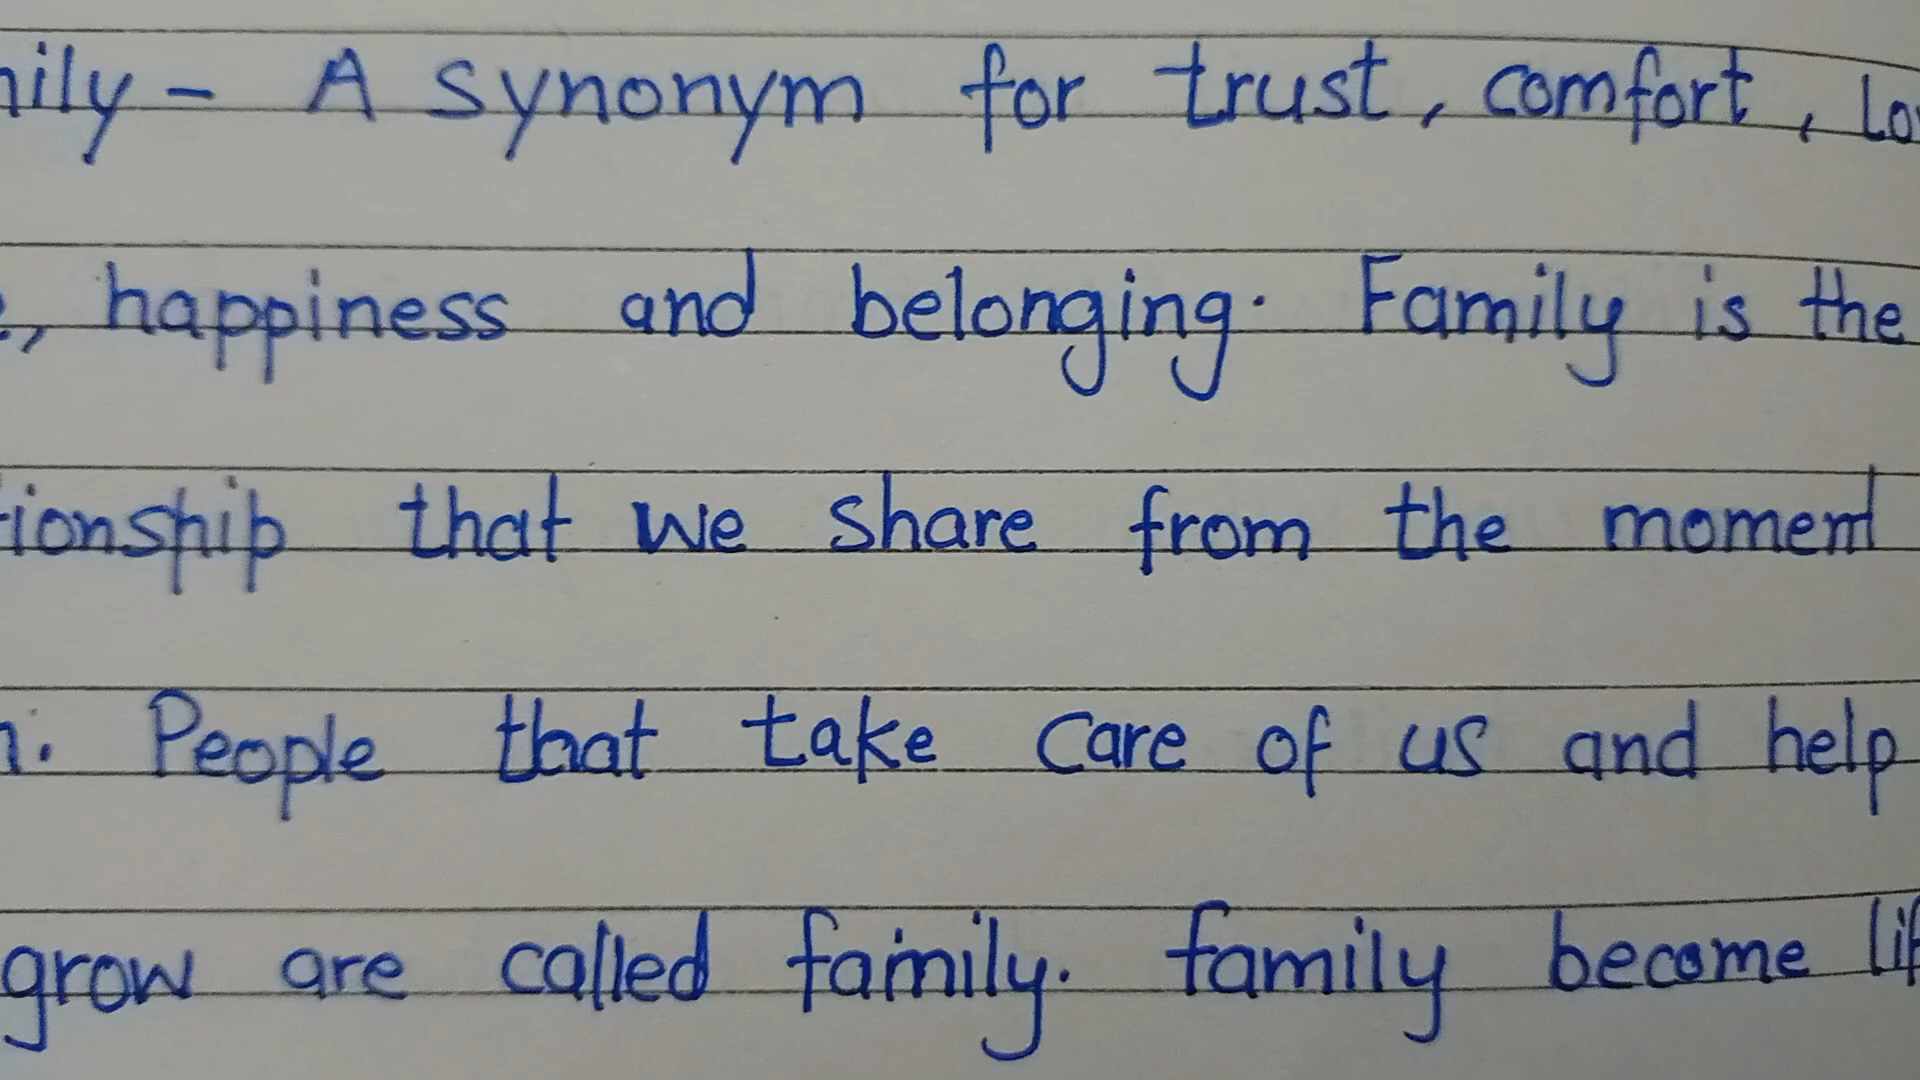 ily - A synonym for trust, comfort, Lo
, happiness and belonging. Family is the
ionship that we share from the moment
. People that take care of us and help
grow are called family. family become